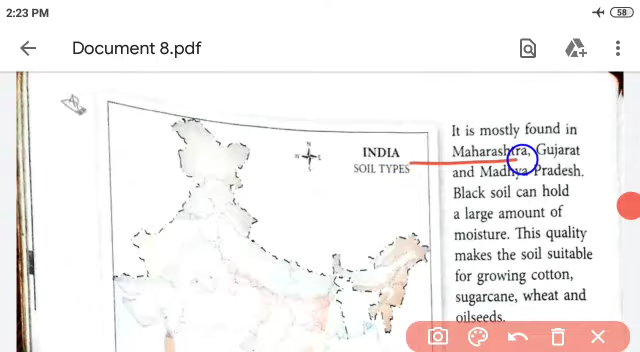 2:23 PM
58
Document 8.pdf
N
W
E
S
INDIA
SOIL TYPES
It is mostly found in
Maharashtra, Gujarat
and Madhya Pradesh.
Black soil can hold
a large amount of
moisture. This quality
makes the soil suitable
for growing cotton,
sugarcane, wheat and
oilseeds.